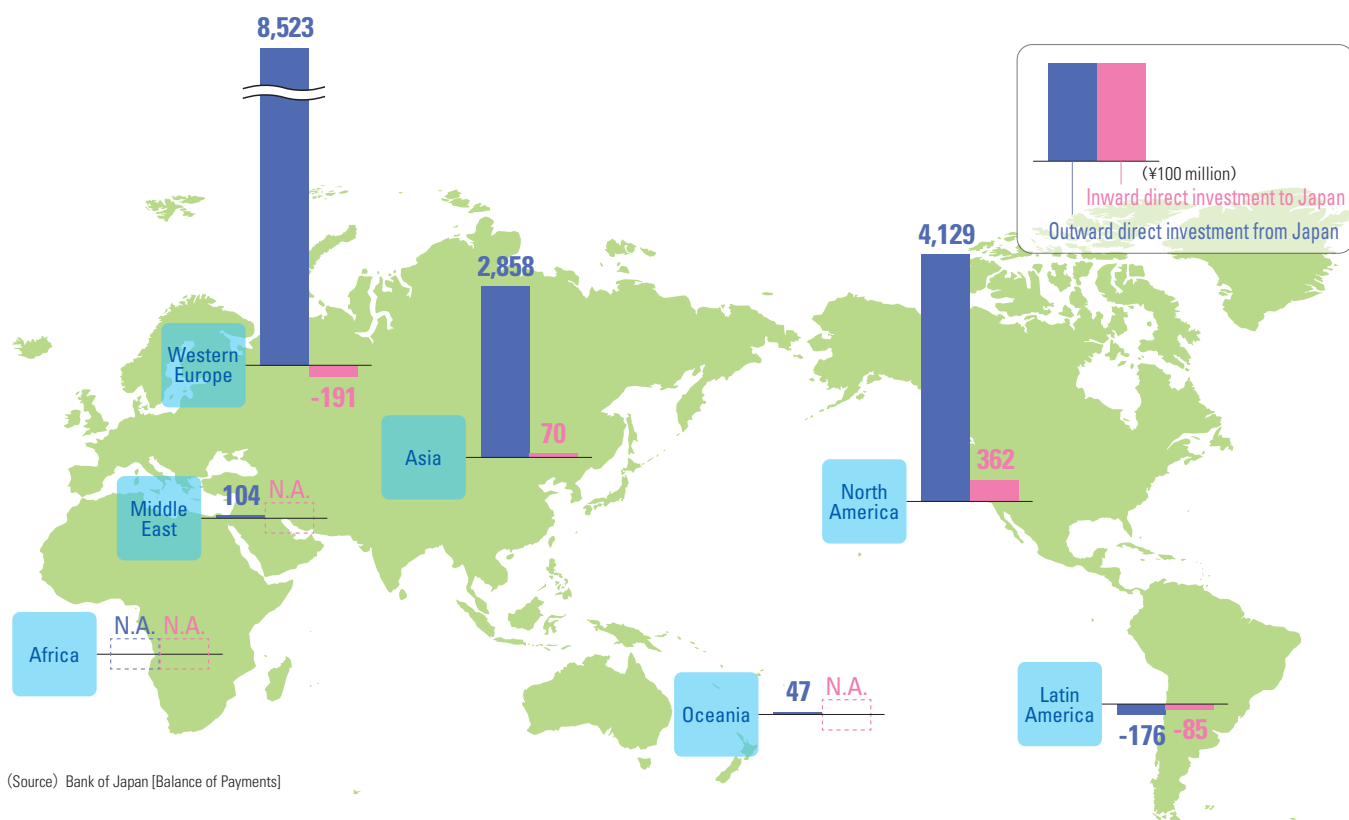 8,523
(¥100 million)
Inward direct investment to Japan
Outward direct investment from Japan
4,129
2,858
Western
Europe
-191
70
Asia
362
North
America
104
N.A.
Middle
East
N.A.
N.A.
Africa
47
N.A.
Oceania
Latin
America
-176
-85
(Source) Bank of Japan [Balance of Payments]